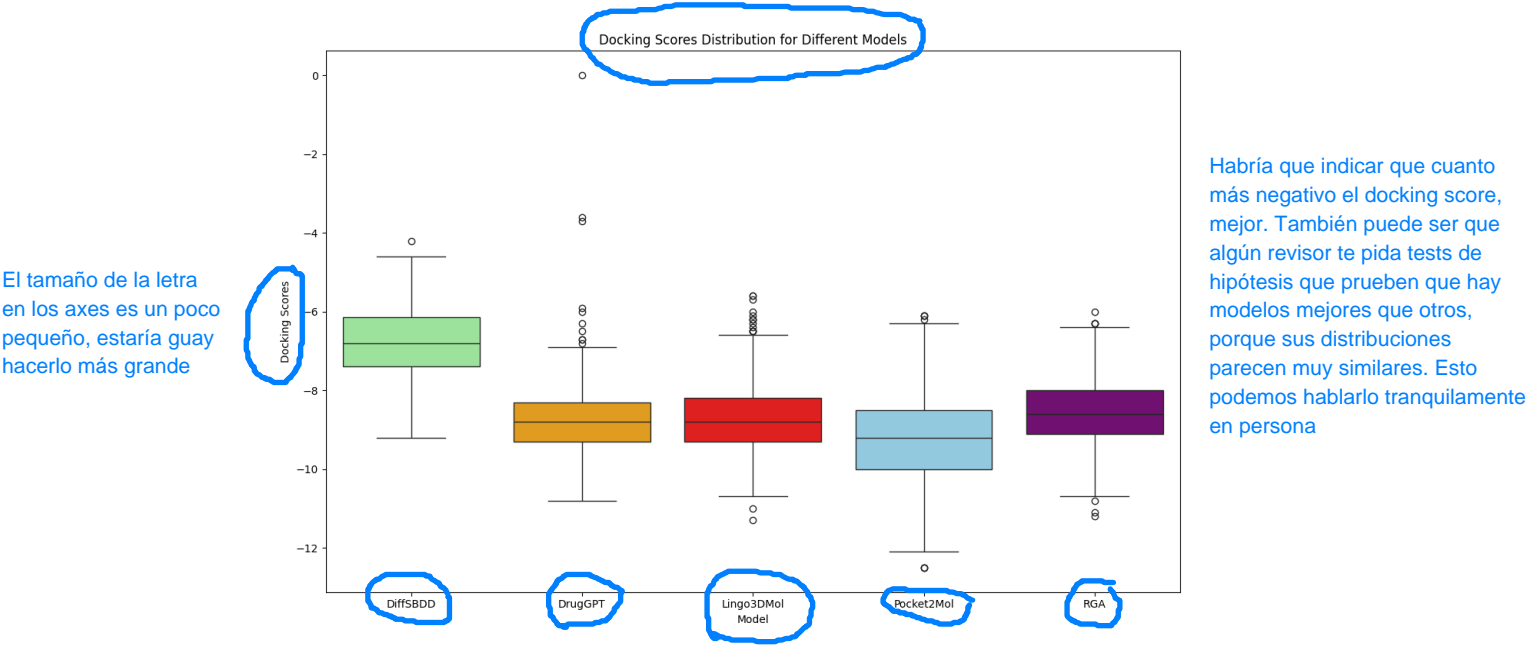 Docking Scores Distribution for Different Models
El tamaño de la letra
en los axes es un poco
pequeño, estaría guay
hacerlo más grande
Docking Scores
0
−2
−4
−6
−8
−10
−12
DiffSBDD
DrugGPT
Lingo3DMol
Pocket2Mol
RGA
Model
Habría que indicar que cuanto
más negativo el docking score,
mejor. También puede ser que
algún revisor te pida tests de
hipótesis que prueben que hay
modelos mejores que otros,
porque sus distribuciones
parecen muy similares. Esto
podemos hablarlo tranquilamente
en persona